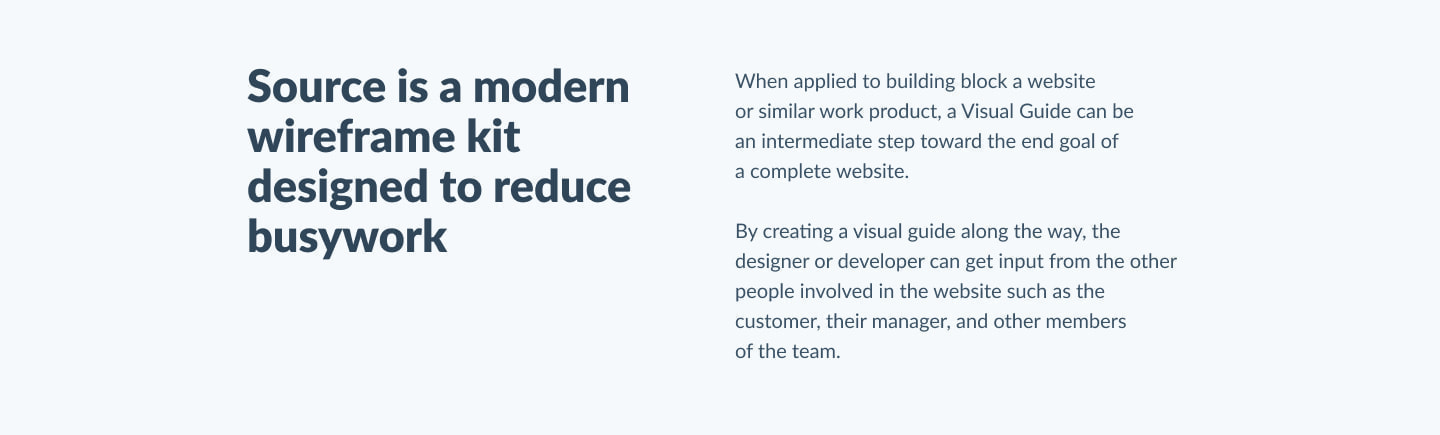 Source is a modern
wireframe kit
designed to reduce
busywork
When applied to building block a website
or similar work product, a Visual Guide can be
an intermediate step toward the end goal of
a complete website.
By creating a visual guide along the way, the
designer or developer can get input from the other
people involved in the website such as the
customer, their manager, and other members
of the team.